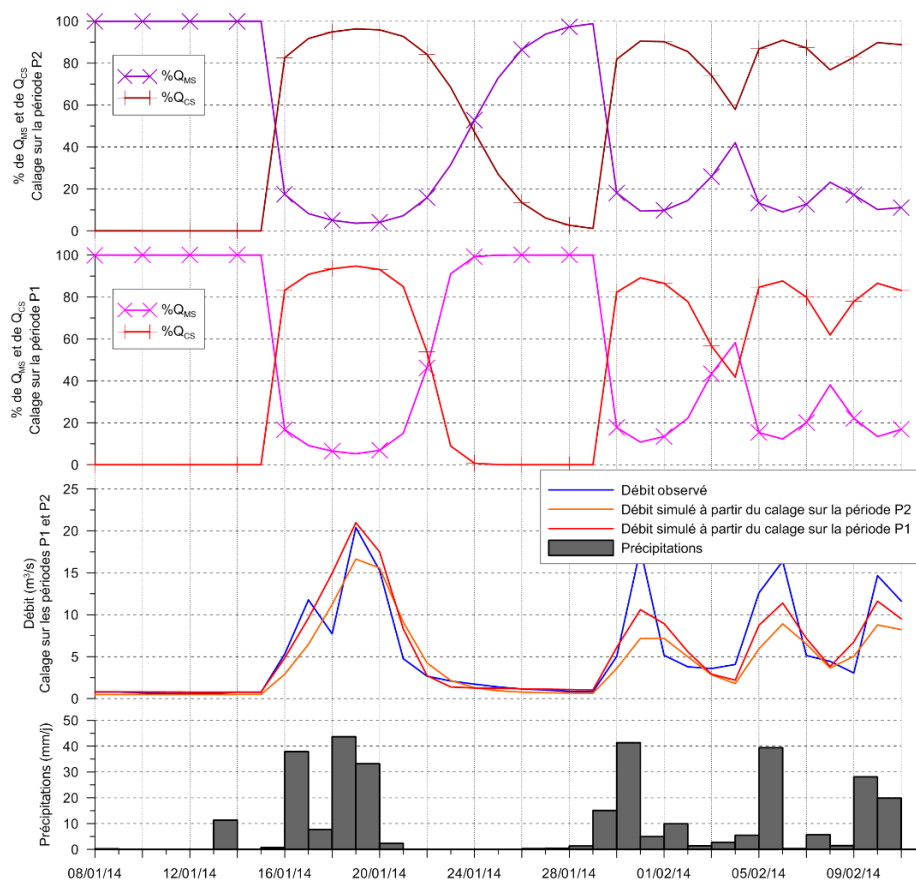 100
80
60
40
20
0
% de QMS et de QCS
Calage sur la période P2
%QMS
%QCS
100
80
60
40
20
0
% de QMS et de QCS
Calage sur la période P1
%QMS
%QCS
25
20
15
10
5
0
Débit (m³/s)
Calage sur les périodes P1 et P2
Débit observé
Débit simulé à partir du calage sur la période P2
Débit simulé à partir du calage sur la période P1
Précipitations
50
40
30
20
10
0
Précipitations (mm/j)
08/01/14 12/01/14 16/01/14 20/01/14 24/01/14 28/01/14 01/02/14 05/02/14 09/02/14